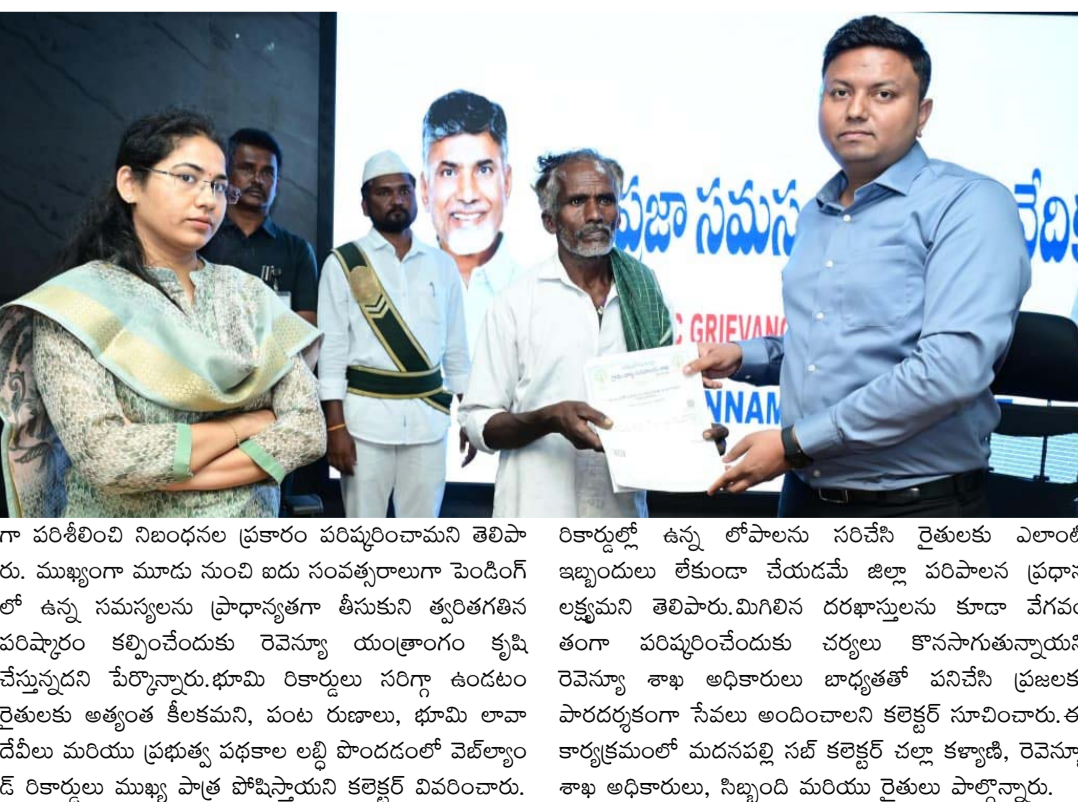 ప్రజా సమస
వేదిక
C GRIEVANC
NNAM
గా పరిశీలించి నిబంధనల ప్రకారం పరిష్కరించామని తెలిపా
రు. ముఖ్యంగా మూడు నుంచి ఐదు సంవత్సరాలుగా పెండింగ్
లో ఉన్న సమస్యలను ప్రాధాన్యతగా తీసుకుని త్వరితగతిన
పరిష్కారం కల్పించేందుకు రెవెన్యూ యంత్రాంగం కృషి
చేస్తున్నదని పేర్కొన్నారు.భూమి రికార్డులు సరిగ్గా ఉండటం
రైతులకు అత్యంత కీలకమని, పంట రుణాలు, భూమి లావా
దేవీలు మరియు ప్రభుత్వ పథకాల లబ్ధి పొందడంలో వెబ్‌ల్యాం
డ్ రికార్డులు ముఖ్య పాత్ర పోషిస్తాయని కలెక్టర్ వివరించారు.
రికార్డుల్లో ఉన్న లోపాలను సరిచేసి రైతులకు ఎలాంటి
ఇబ్బందులు లేకుండా చేయడమే జిల్లా పరిపాలన ప్రధాన
లక్ష్యమని తెలిపారు.మిగిలిన దరఖాస్తులను కూడా వేగవం
తంగా పరిష్కరించేందుకు చర్యలు కొనసాగుతున్నాయని
రెవెన్యూ శాఖ అధికారులు బాధ్యతతో పనిచేసి ప్రజలకు
పారదర్శకంగా సేవలు అందించాలని కలెక్టర్ సూచించారు.ఈ
కార్యక్రమంలో మదనపల్లి సబ్ కలెక్టర్ చల్లా కళ్యాణి, రెవెన్యూ
శాఖ అధికారులు, సిబ్బంది మరియు రైతులు పాల్గొన్నారు.